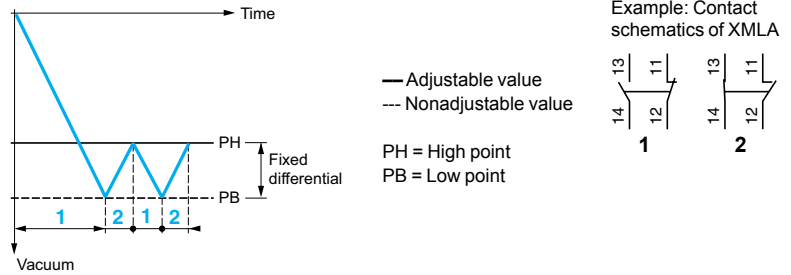 Time
PH
Fixed
differential
PB
1 2 1 2
Vacuum
— Adjustable value
--- Nonadjustable value
PH = High point
PB = Low point
Example: Contact
schematics of XMLA
13 11
14 12
1
13 11
14 12
2